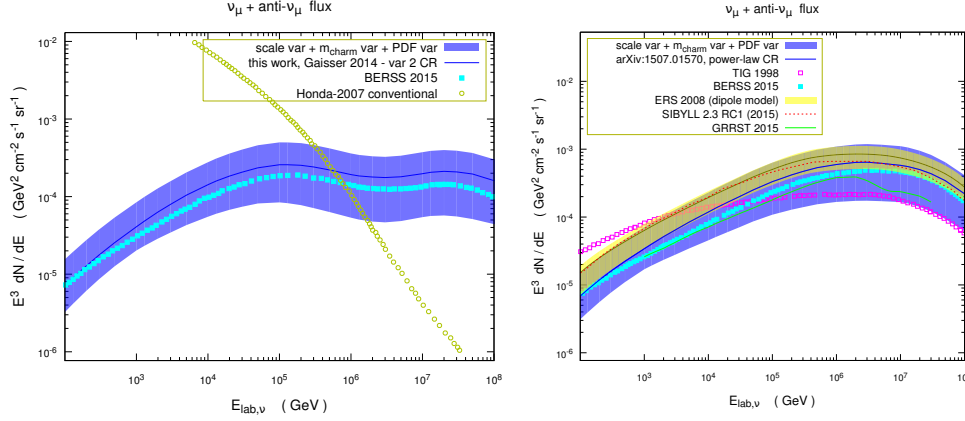 ν_μ + anti-ν_μ flux
E^3 dN / dE ( GeV^2 cm^-2 s^-1 sr^-1 )
10^-2
10^-3
10^-4
10^-5
10^-6
scale var + m_charm var + PDF var
this work, Gaisser 2014 - var 2 CR
BERSS 2015
Honda-2007 conventional
10^3 10^4 10^5 10^6 10^7 10^8
E_lab,ν ( GeV )
ν_μ + anti-ν_μ flux
E^3 dN / dE ( GeV^2 cm^-2 s^-1 sr^-1 )
10^-2
10^-3
10^-4
10^-5
10^-6
scale var + m_charm var + PDF var
arXiv:1507.01570, power-law CR
TIG 1998
BERSS 2015
ERS 2008 (dipole model)
SIBYLL 2.3 RC1 (2015)
GRRST 2015
10^3 10^4 10^5 10^6 10^7
E_lab,ν ( GeV )